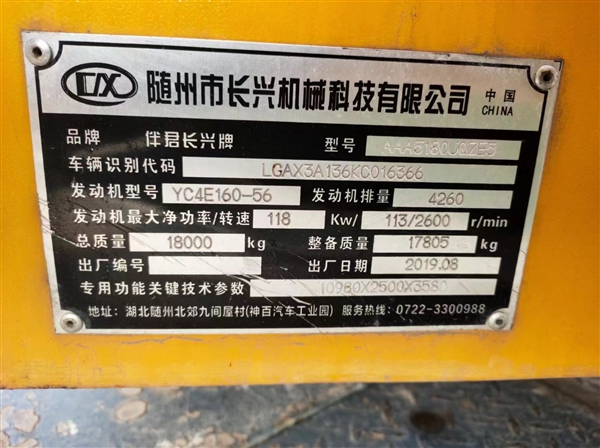 CX 随州市长兴机械科技有限公司 中国
CHINA
品牌 伴君长兴牌 型号 AAA5180JQZE5
车辆识别代码 LGAX3A136KC016366
发动机型号 YC4E160-56 发动机排量 4260
发动机最大净功率/转速 118 Kw/ 113/2600 r/min
总质量 18000 kg 整备质量 17805 kg
出厂编号 出厂日期 2019.08
专用功能关键技术参数 10980X2500X3580
地址:湖北随州北郊九间屋村(神百汽车工业园) 服务热线:0722-3300988